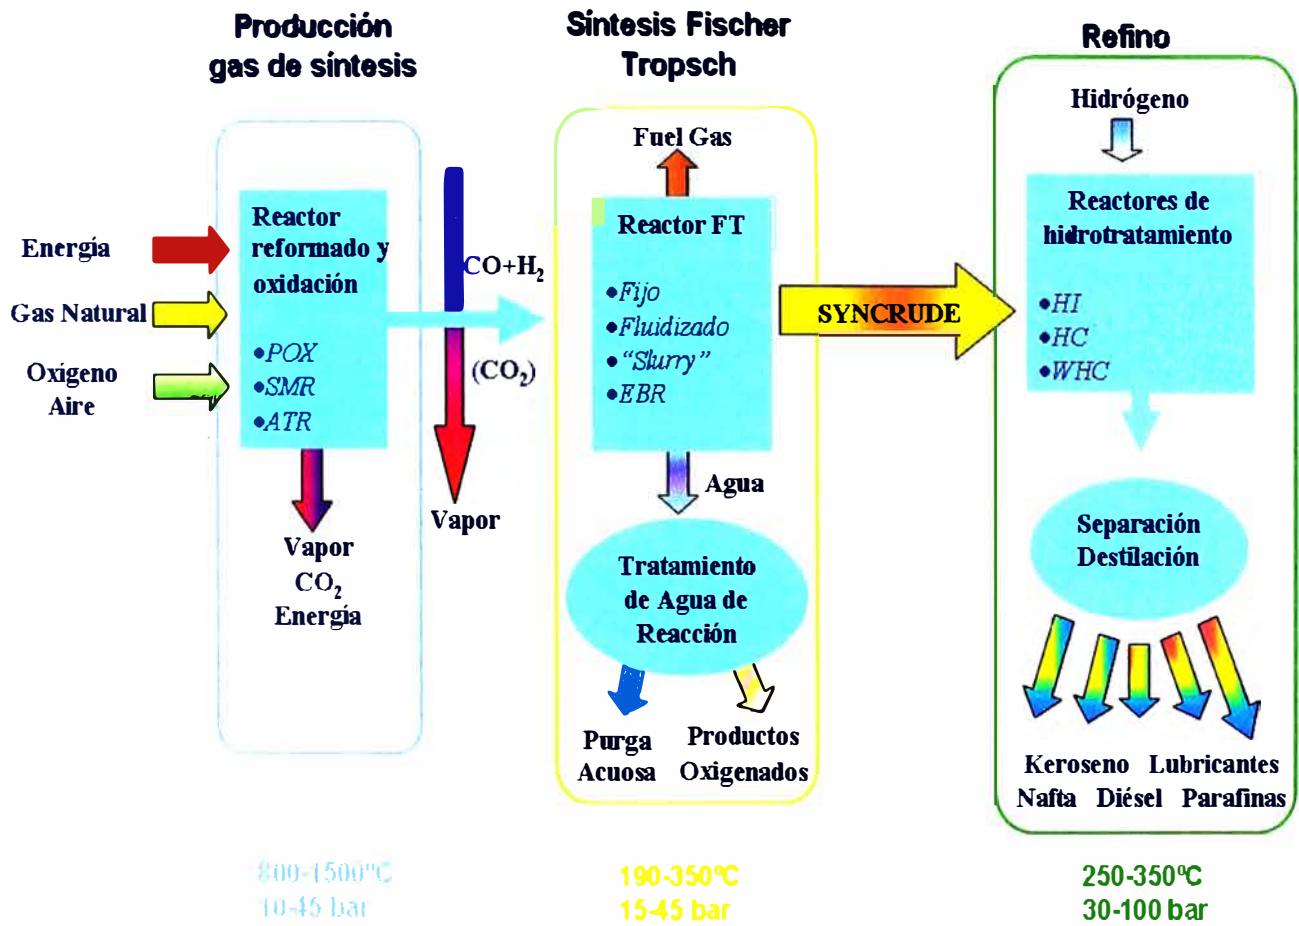 Producción
gas de síntesis
Energía
Gas Natural
Oxigeno
Aire
Reactor
reformado y
oxidación
•POX
•SMR
•ATR
Vapor
CO₂
Energía
CO+H₂
(CO₂)
Vapor
800-1500ºC
10-45 bar
Síntesis Fischer
Tropsch
Fuel Gas
Reactor FT
•Fijo
•Fluidizado
•“Slurry”
•EBR
Agua
Tratamiento
de Agua de
Reacción
Purga
Acuosa
Productos
Oxigenados
190-350ºC
15-45 bar
SYNCRUDE
Refino
Hidrógeno
Reactores de
hidrotratamiento
•HI
•HC
•WHC
Separación
Destilación
Keroseno Lubricantes
Nafta Diésel Parafinas
250-350ºC
30-100 bar